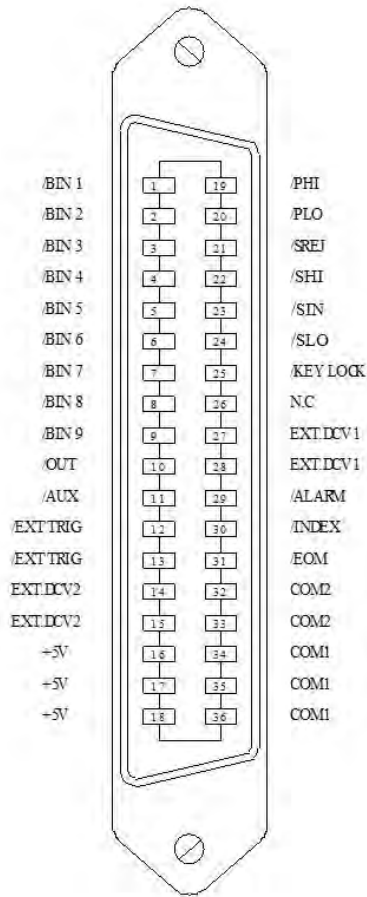 /BIN 1 1 19 /PHI
/BIN 2 2 20 /PLO
/BIN 3 3 21 /SREJ
/BIN 4 4 22 /SHI
/BIN 5 5 23 /SIN
/BIN 6 6 24 /SLO
/BIN 7 7 25 /KEY LOCK
/BIN 8 8 26 N.C
/BIN 9 9 27 EXT.DCV1
/OUT 10 28 EXT.DCV1
/AUX 11 29 /ALARM
/EXT TRIG 12 30 /INDEX
/EXT TRIG 13 31 /EOM
EXT.DCV2 14 32 COM2
EXT.DCV2 15 33 COM2
+5V 16 34 COM1
+5V 17 35 COM1
+5V 18 36 COM1